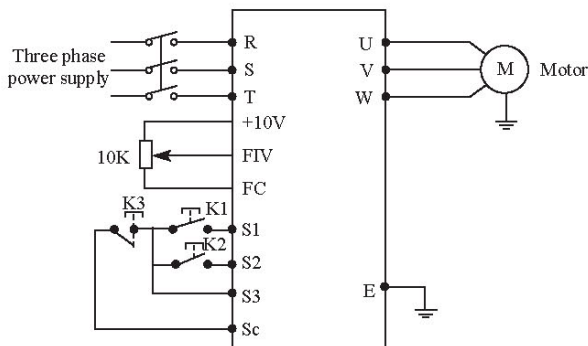 Three phase
power supply
R
S
T
+10V
FIV
FC
10K
K3
K1
K2
S1
S2
S3
Sc
U
V
W
M
Motor
E